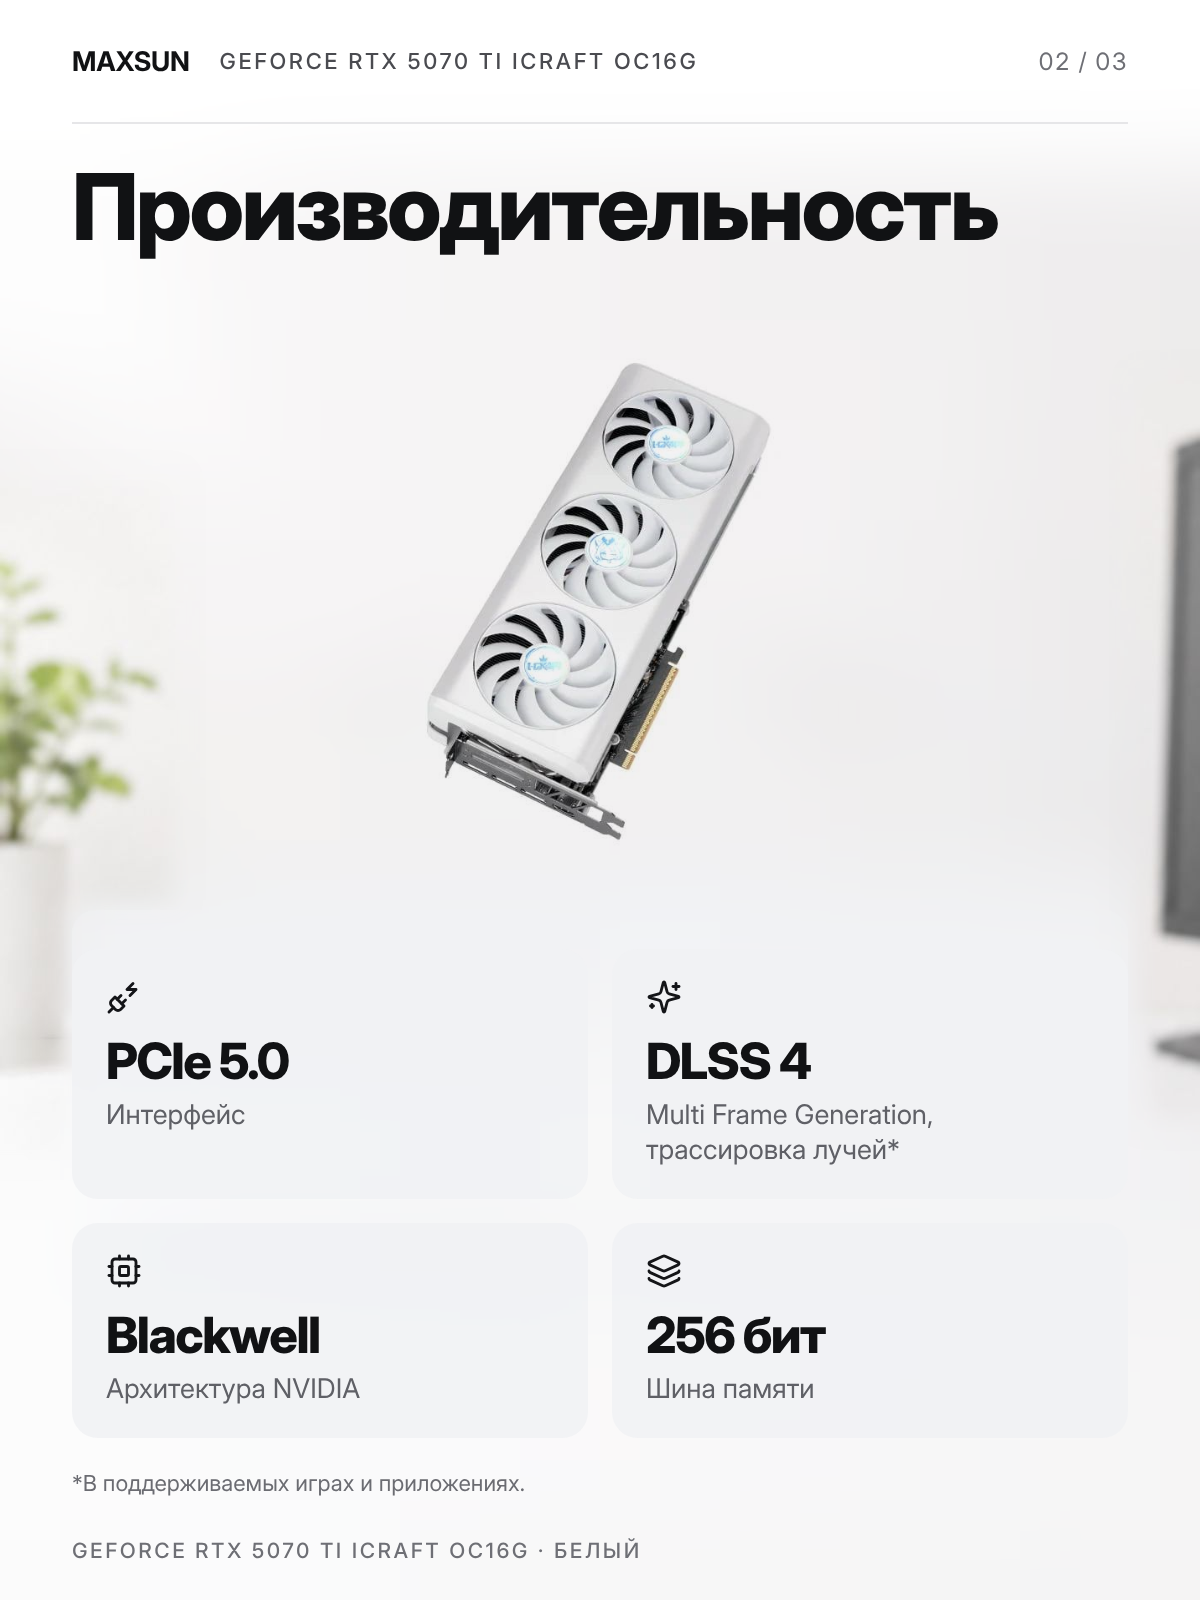 MAXSUN GEFORCE RTX 5070 TI ICRAFT OC16G 02 / 03
Производительность
PCIe 5.0
Интерфейс
DLSS 4
Multi Frame Generation,
трассировка лучей*
Blackwell
Архитектура NVIDIA
256 бит
Шина памяти
*В поддерживаемых играх и приложениях.
GEFORCE RTX 5070 TI ICRAFT OC16G · БЕЛЫЙ